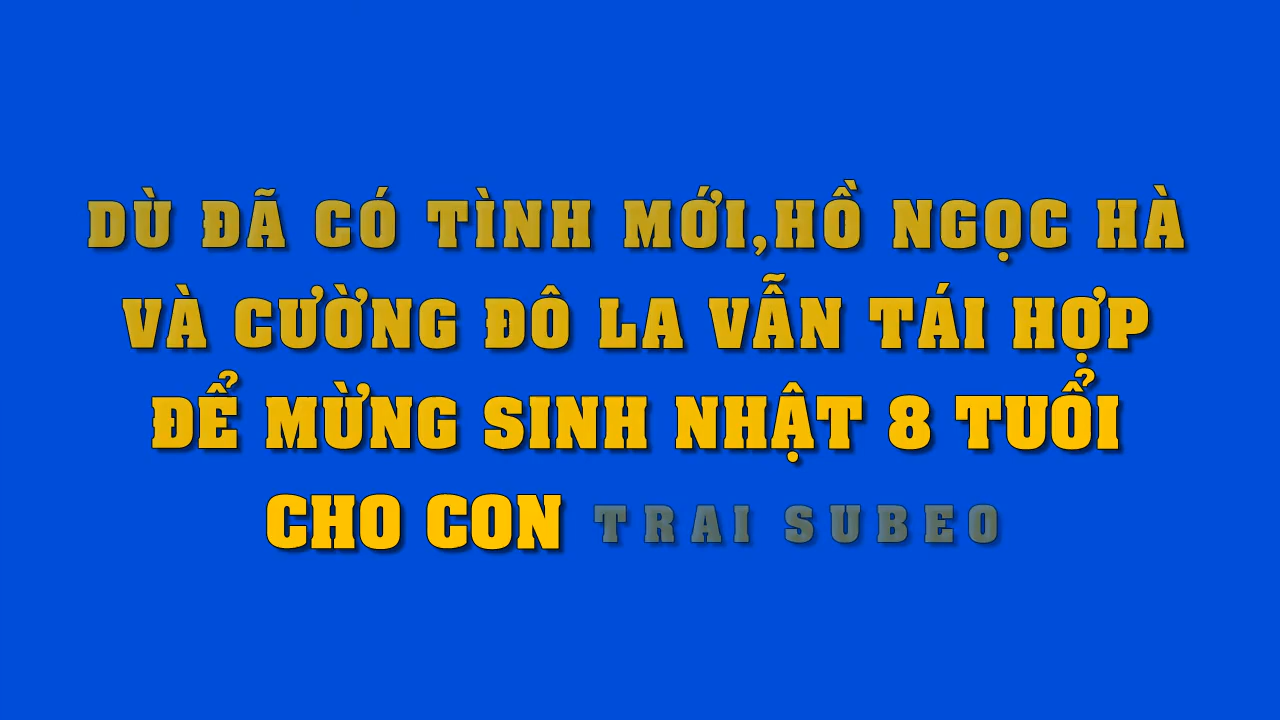 DÙ ĐÃ CÓ TÌNH MỚI,HỒ NGỌC HÀ
VÀ CƯỜNG ĐÔ LA VẪN TÁI HỢP
ĐỂ MỪNG SINH NHẬT 8 TUỔI
CHO CON TRAI SUBEO